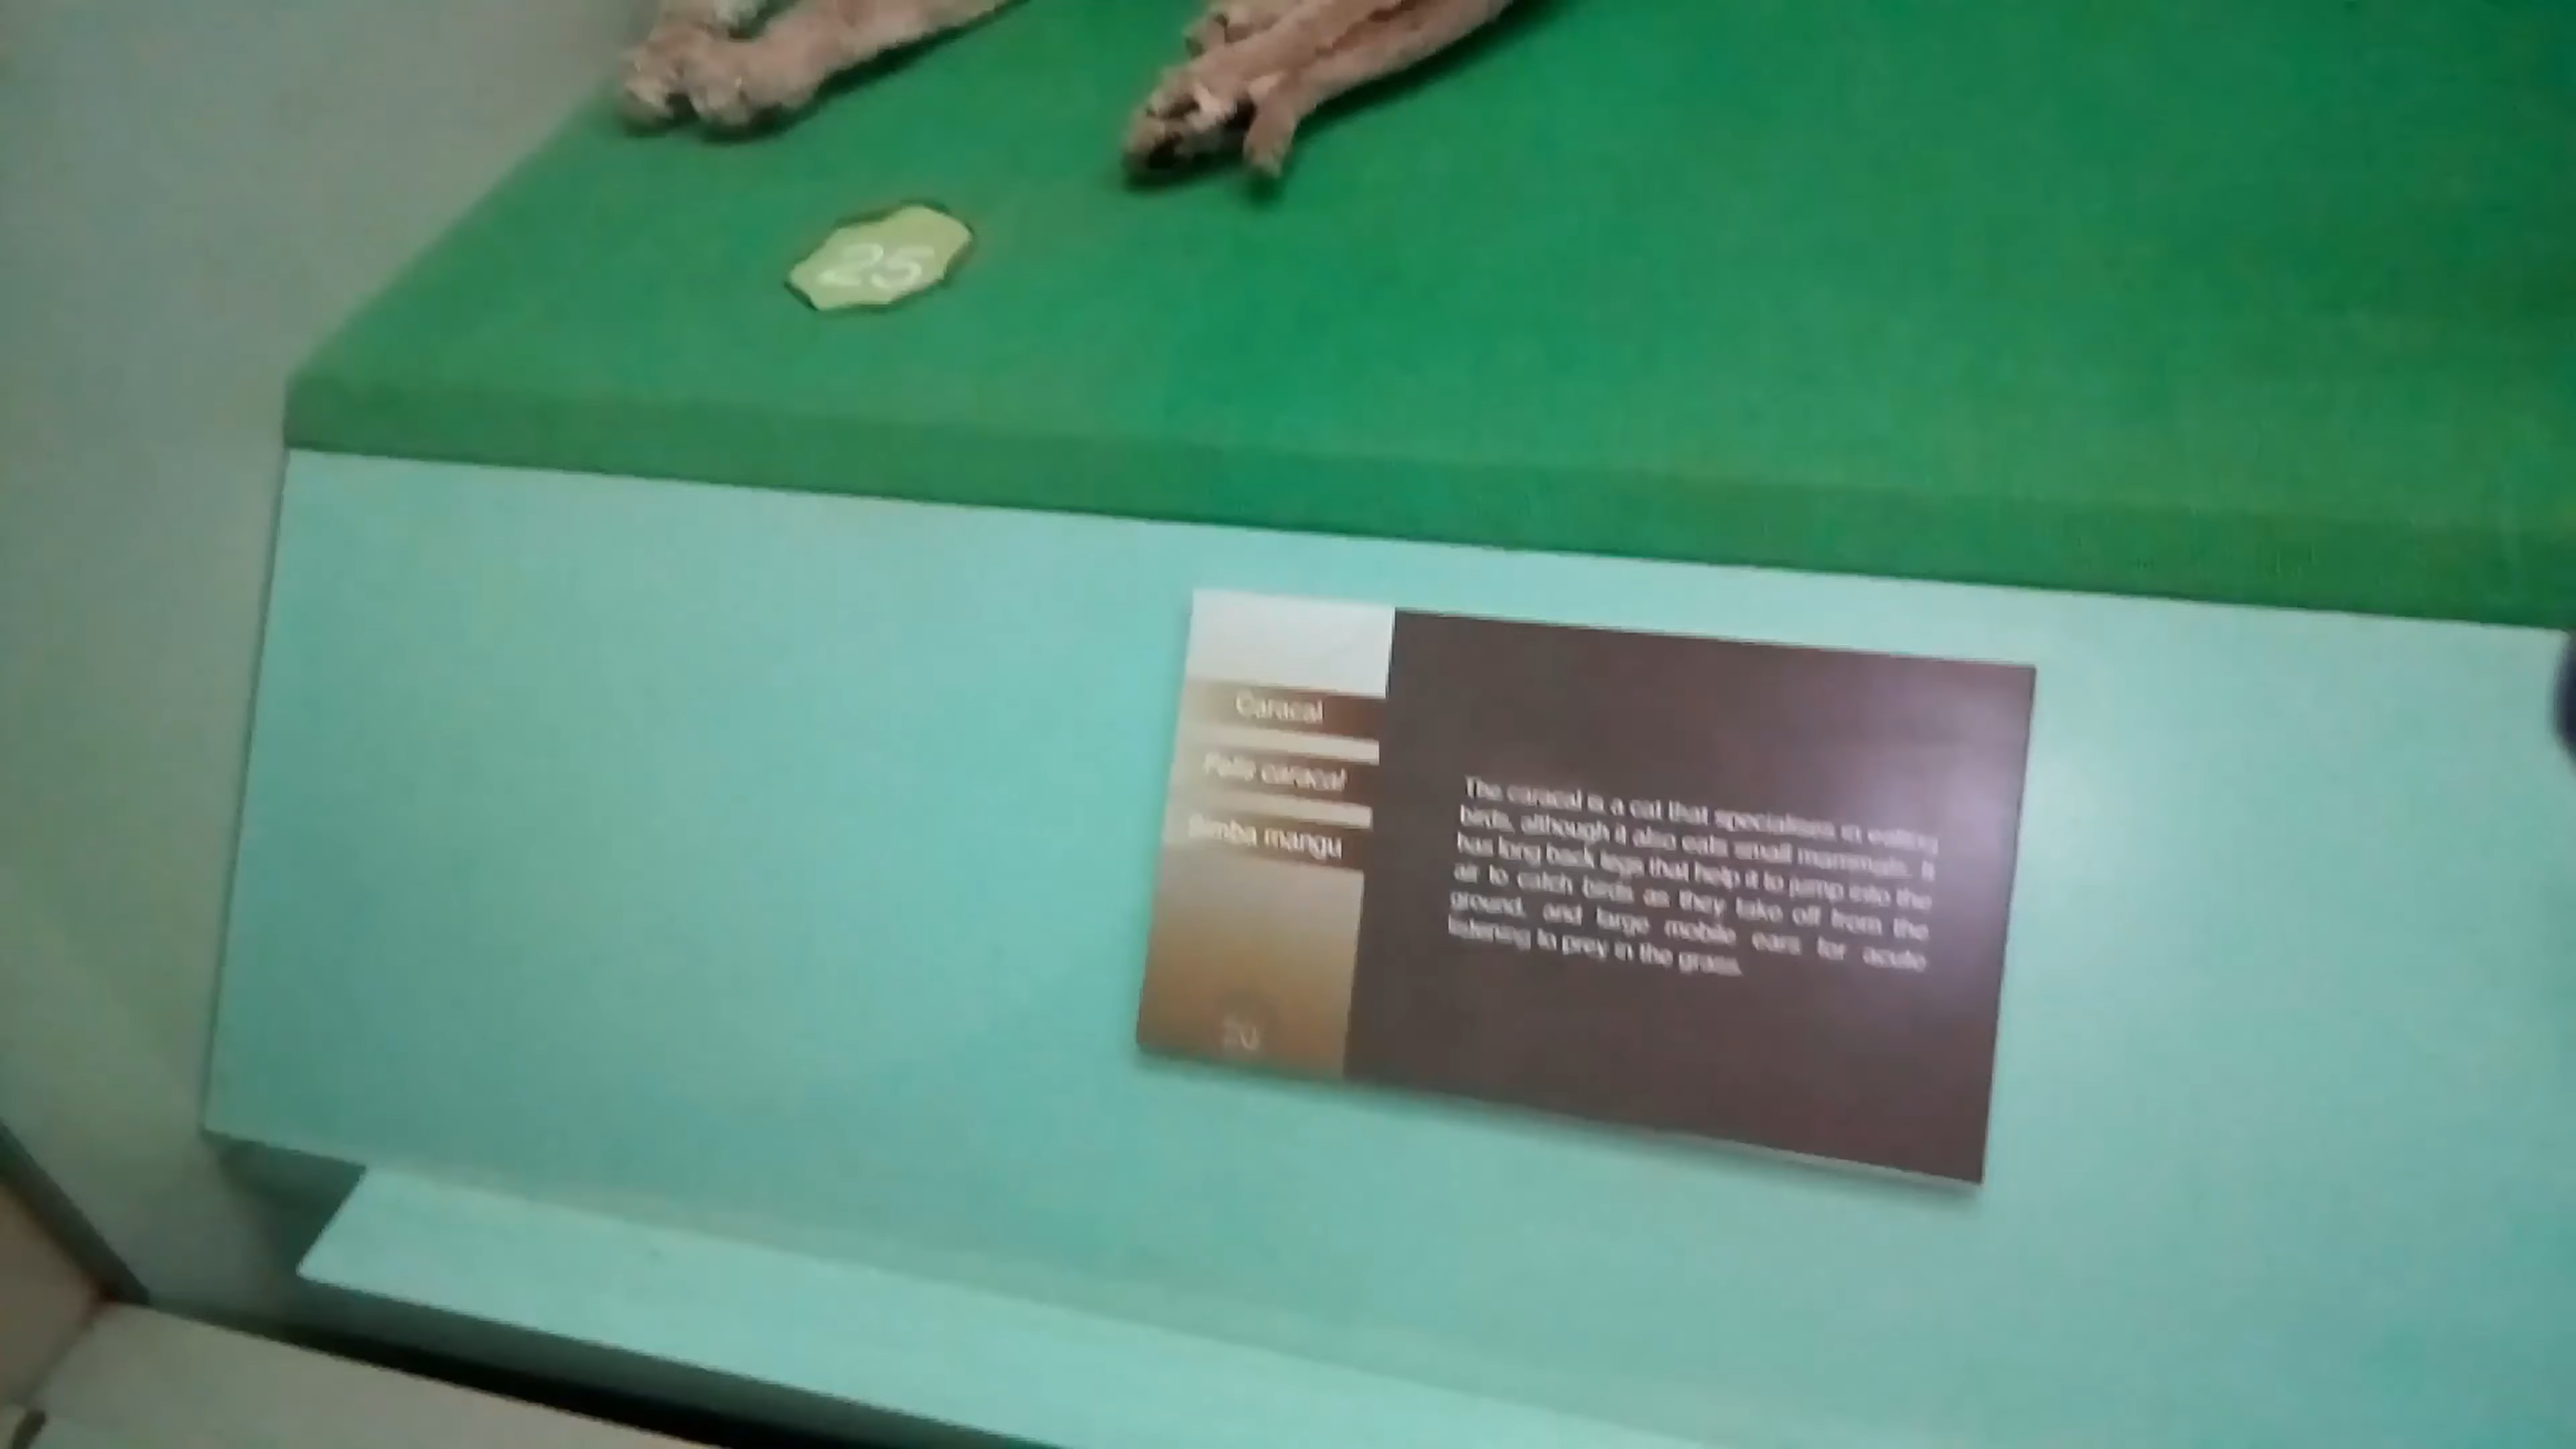 25
Caracal
Felis caracal
Simba mangu
The caracal is a cat that specialises in eating
birds, although it also eats small mammals. It
has long back legs that help it to jump into the
air to catch birds as they take off from the
ground, and large mobile ears for acute
listening to prey in the grass.